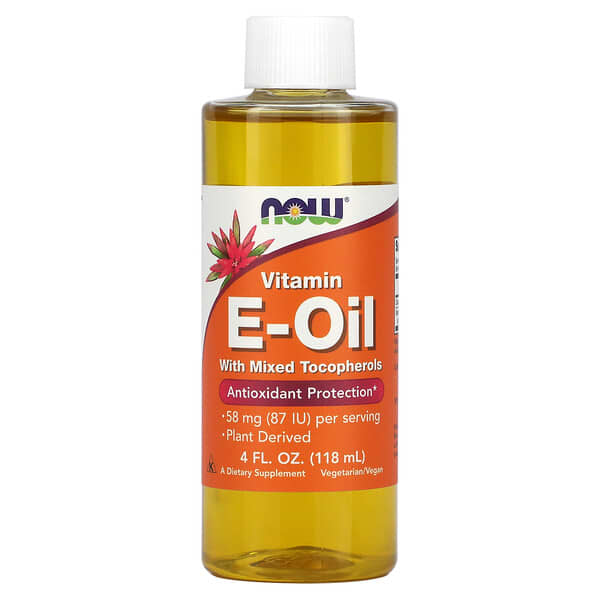 NOW®
Vitamin
E-Oil
With Mixed Tocopherols
Antioxidant Protection*
• 58 mg (87 IU) per serving
• Plant Derived
4 FL. OZ. (118 mL)
K
A Dietary Supplement Vegetarian/Vegan